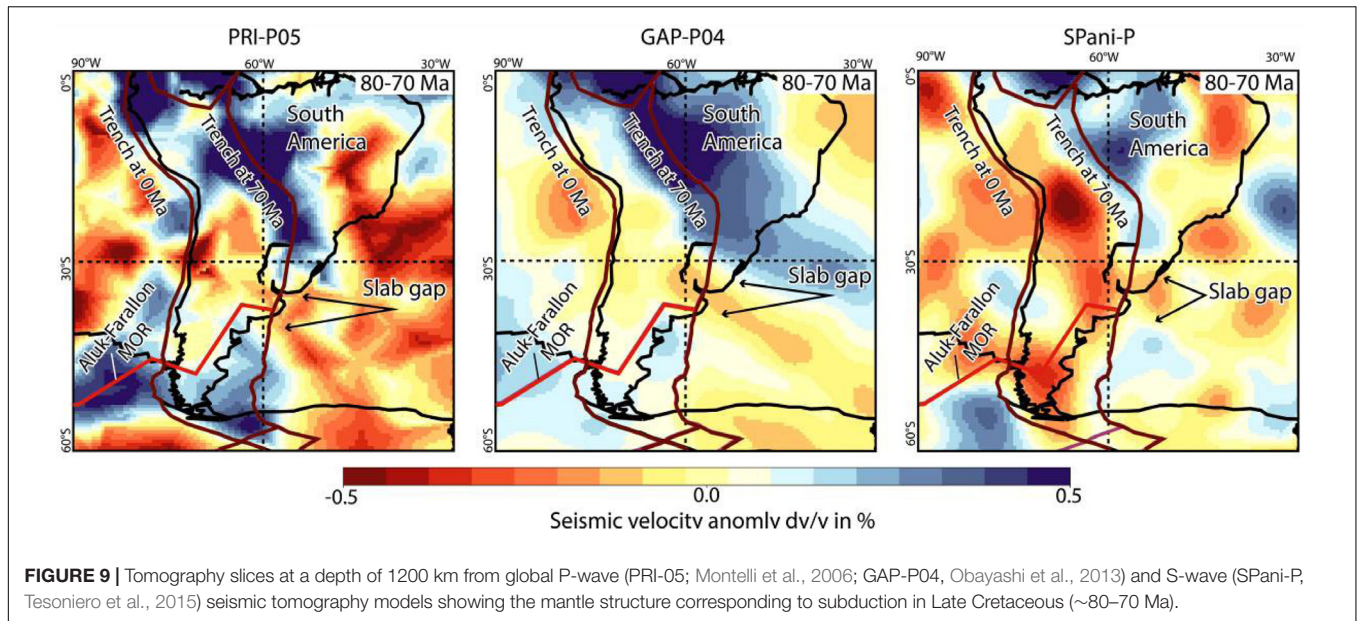 PRI-P05
GAP-P04
SPani-P
90°W
60°W
30°W
90°W
60°W
30°W
90°W
60°W
30°W
80-70 Ma
80-70 Ma
80-70 Ma
0°S
30°S
60°S
0°S
30°S
60°S
0°S
30°S
60°S
Trench at 0 Ma
Trench at 70 Ma
South
America
Slab gap
Aluk-Farallon
MOR
Trench at 0 Ma
Trench at 70 Ma
South
America
Slab gap
Aluk-Farallon
MOR
Trench at 0 Ma
Trench at 70 Ma
South
America
Slab gap
Aluk-Farallon
MOR
-0.5
0.0
0.5
Seismic velocitv anomlv dv/v in %
FIGURE 9 | Tomography slices at a depth of 1200 km from global P-wave (PRI-05; Montelli et al., 2006; GAP-P04, Obayashi et al., 2013) and S-wave (SPani-P,
Tesoniero et al., 2015) seismic tomography models showing the mantle structure corresponding to subduction in Late Cretaceous (∼80–70 Ma).